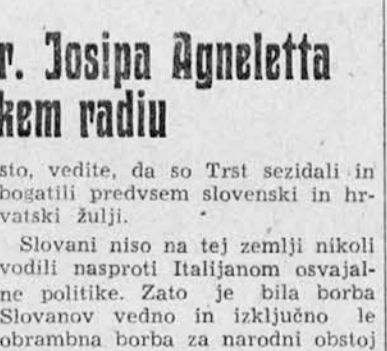 r. Josipa Agneletta
kem radiu
sto, vedite, da so Trst sezidali in
bogatili predvsem slovenski in hr-
vatski žulji.
Slovani niso na tej zemlji nikoli
vodili nasproti Italijanom osvajal-
ne politike. Zato je bila borba
Slovanov vedno in izključno le
obrambna borba za narodni obstoj